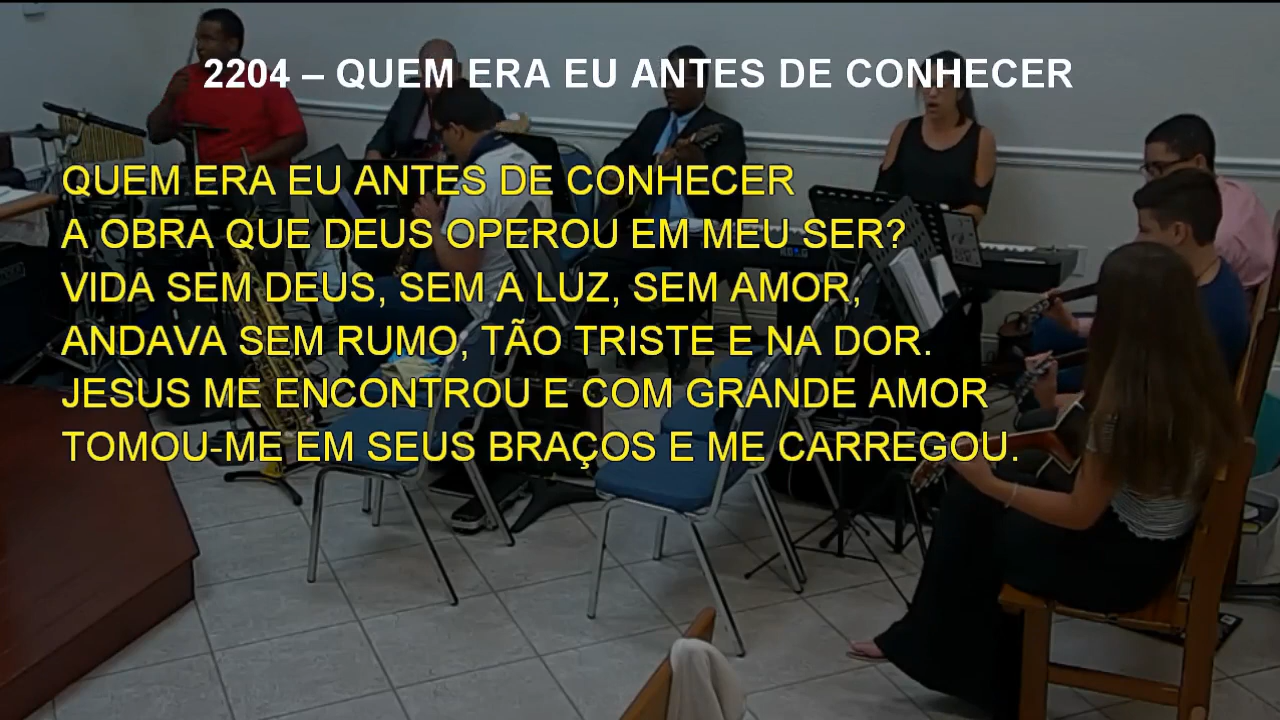 2204 – QUEM ERA EU ANTES DE CONHECER
QUEM ERA EU ANTES DE CONHECER
A OBRA QUE DEUS OPEROU EM MEU SER?
VIDA SEM DEUS, SEM A LUZ, SEM AMOR,
ANDAVA SEM RUMO, TÃO TRISTE E NA DOR.
JESUS ME ENCONTROU E COM GRANDE AMOR
TOMOU-ME EM SEUS BRAÇOS E ME CARREGOU.
KORG